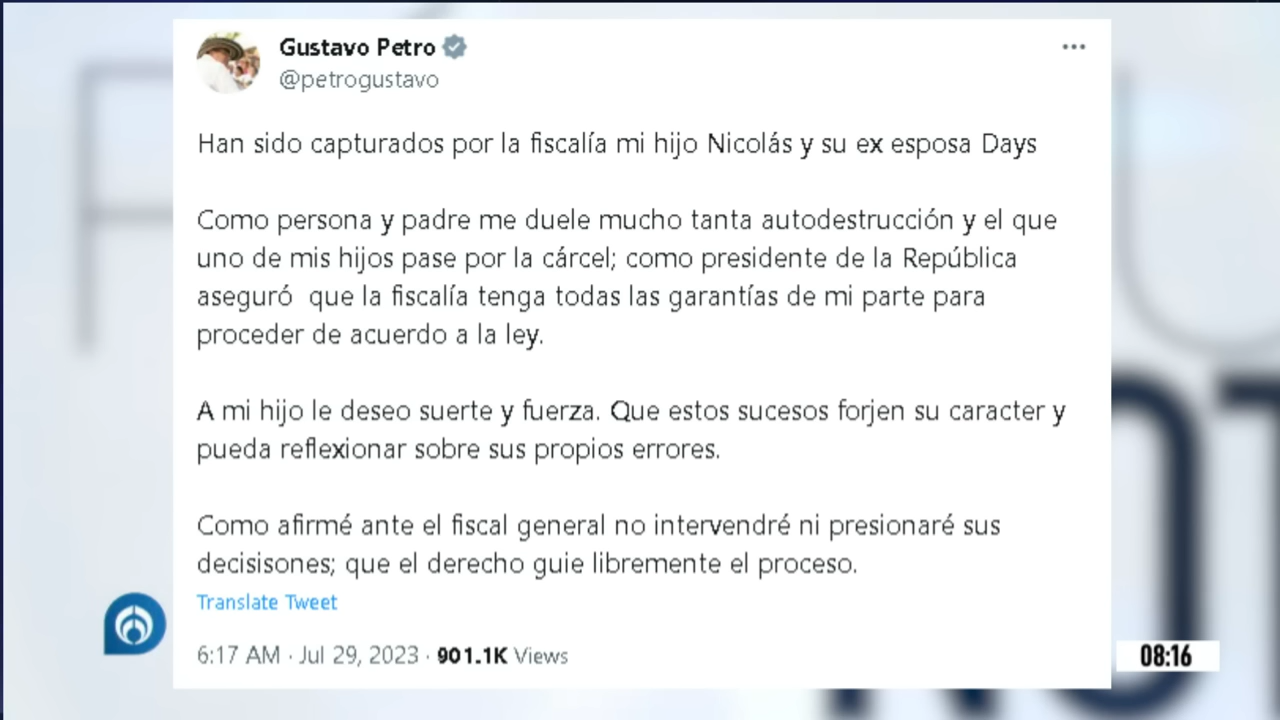 Gustavo Petro
@petrogustavo
Han sido capturados por la fiscalía mi hijo Nicolás y su ex esposa Days
Como persona y padre me duele mucho tanta autodestrucción y el que
uno de mis hijos pase por la cárcel; como presidente de la República
aseguró  que la fiscalía tenga todas las garantías de mi parte para
proceder de acuerdo a la ley.
A mi hijo le deseo suerte y fuerza. Que estos sucesos forjen su caracter y
pueda reflexionar sobre sus propios errores.
Como afirmé ante el fiscal general no intervendré ni presionaré sus
decisisones; que el derecho guie libremente el proceso.
Translate Tweet
6:17 AM · Jul 29, 2023 · 901.1K Views
08:16